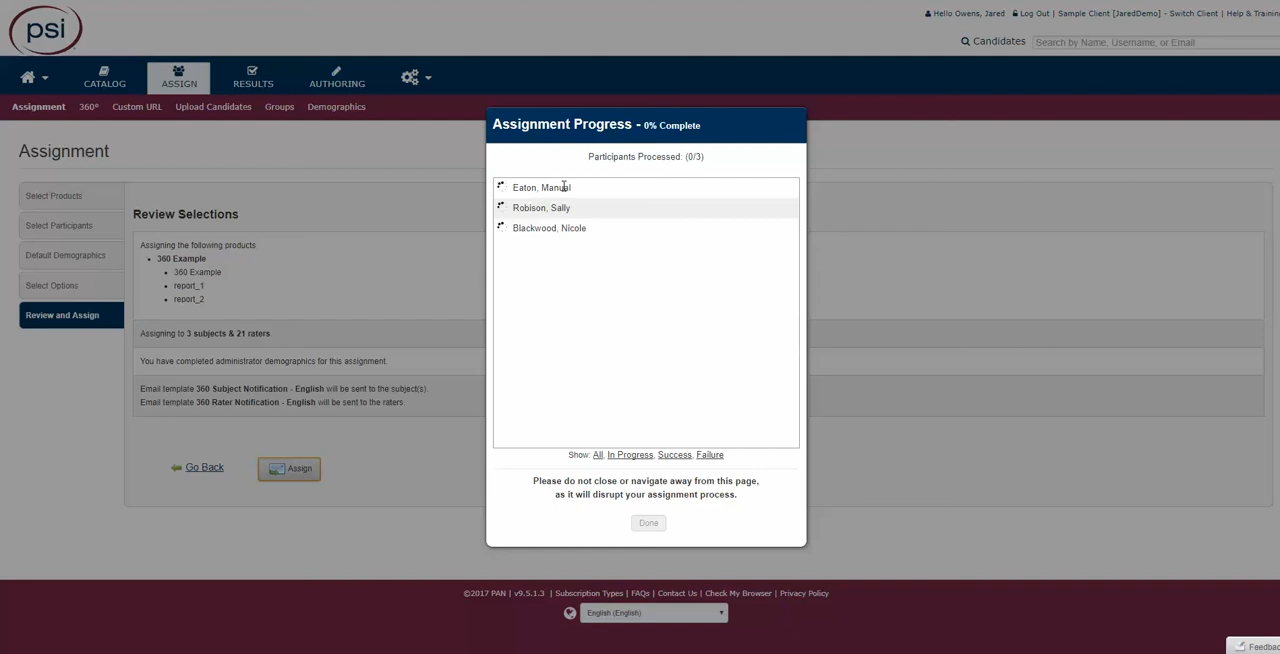 psi
Hello Owens, Jared Log Out | Sample Client [JaredDemo] - Switch Client | Help &
Candidates Search by Name, Username, or Email
CATALOG ASSIGN RESULTS AUTHORING
Assignment 360º Custom URL Upload Candidates Groups Demographics
Assignment
Select Products
Select Participants
Default Demographics
Select Options
Review and Assign
Review Selections
Assigning the following products
360 Example
360 Example
report_1
report_2
Assigning to 3 subjects & 21 raters
You have completed administrator demographics for this assignment.
Email template 360 Subject Notification - English will be sent to the subject(s).
Email template 360 Rater Notification - English will be sent to the raters.
Go Back Assign
Assignment Progress - 0% Complete
Participants Processed: (0/3)
Eaton, Manual
Robison, Sally
Blackwood, Nicole
Show: All, In Progress, Success, Failure
Please do not close or navigate away from this page,
as it will disrupt your assignment process.
Done
©2017 PAN | v9.5.1.3 | Subscription Types | FAQs | Contact Us | Check My Browser | Privacy Policy
English (English)